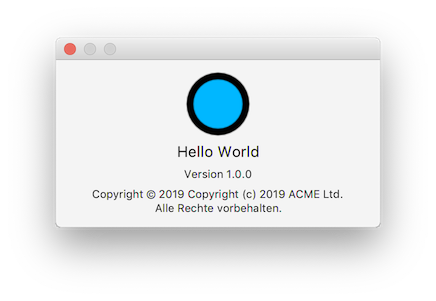 Hello World
Version 1.0.0
Copyright © 2019 Copyright (c) 2019 ACME Ltd.
Alle Rechte vorbehalten.